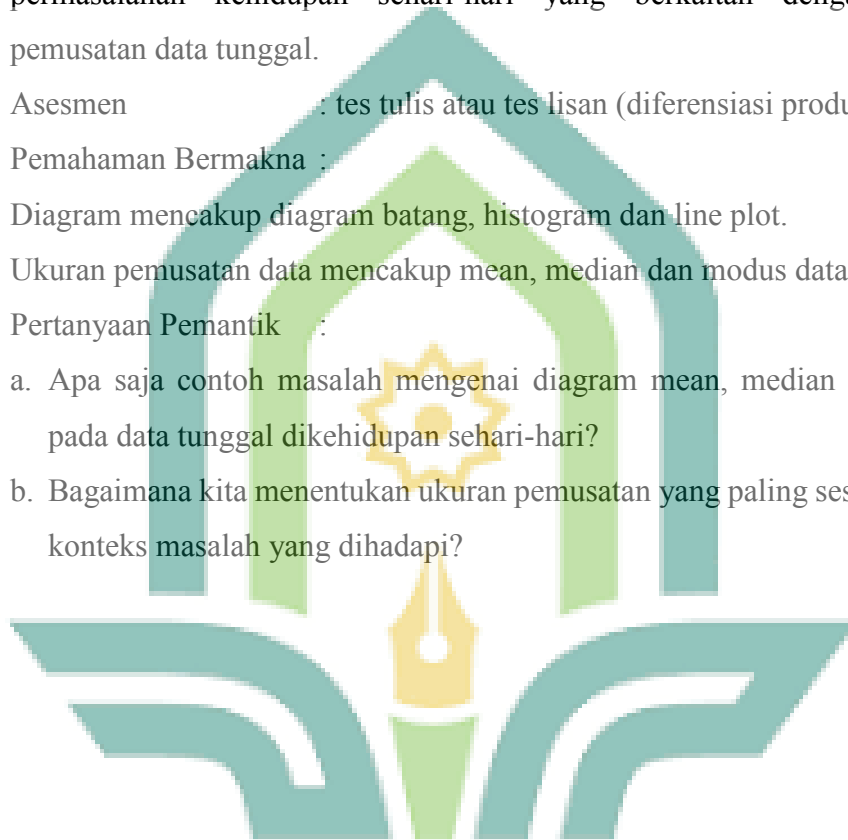 permasalahan kehidupan sehari-hari yang berkaitan
pemusatan data tunggal.
Asesmen : tes tulis atau tes lisan (diferensiasi
Pemahaman Bermakna :
Diagram mencakup diagram batang, histogram dan line plot.
Ukuran pemusatan data mencakup mean, median dan modus data
Pertanyaan Pemantik :
a. Apa saja contoh masalah mengenai diagram mean, median
pada data tunggal dikehidupan sehari-hari?
b. Bagaimana kita menentukan ukuran pemusatan yang paling
konteks masalah yang dihadapi?